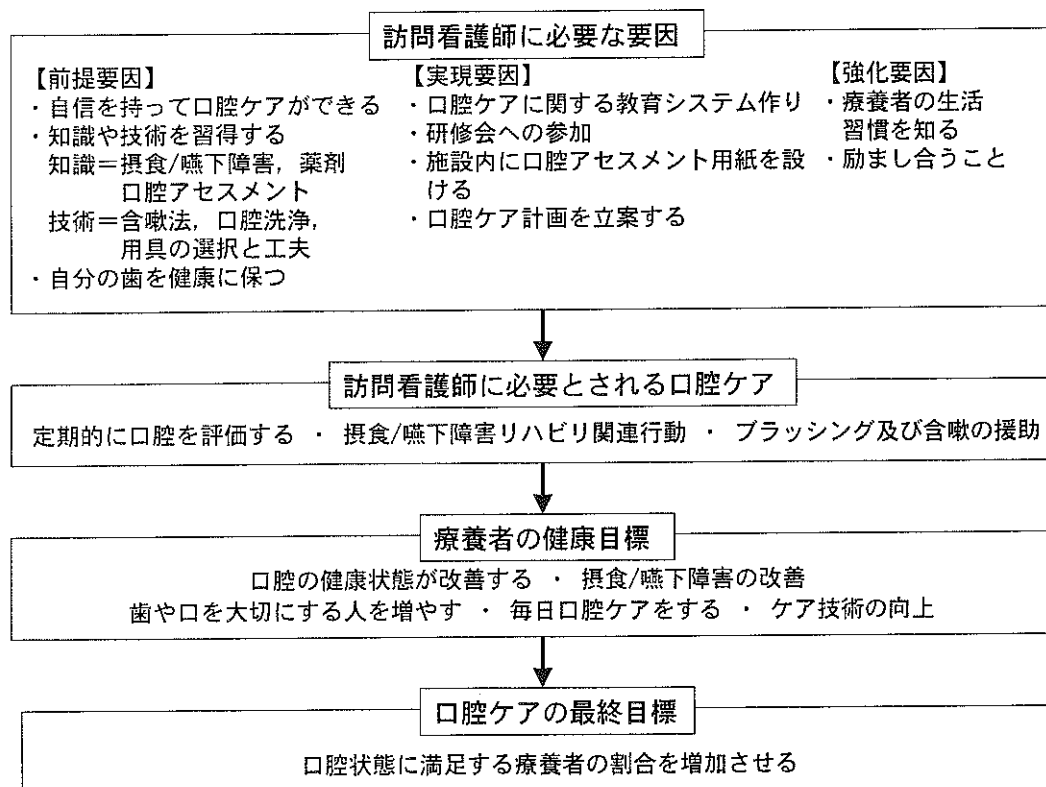 訪問看護師に必要な要因
【前提要因】
・自信を持って口腔ケアができる
・知識や技術を習得する
知識＝摂食/嚥下障害，薬剤
口腔アセスメント
技術＝含嗽法，口腔洗浄，
用具の選択と工夫
・自分の歯を健康に保つ
【実現要因】
・口腔ケアに関する教育システム作り
・研修会への参加
・施設内に口腔アセスメント用紙を設
ける
・口腔ケア計画を立案する
【強化要因】
・療養者の生活
習慣を知る
・励まし合うこと
訪問看護師に必要とされる口腔ケア
定期的に口腔を評価する ・ 摂食/嚥下障害リハビリ関連行動 ・ ブラッシング及び含嗽の援助
療養者の健康目標
口腔の健康状態が改善する ・ 摂食/嚥下障害の改善
歯や口を大切にする人を増やす ・ 毎日口腔ケアをする ・ ケア技術の向上
口腔ケアの最終目標
口腔状態に満足する療養者の割合を増加させる